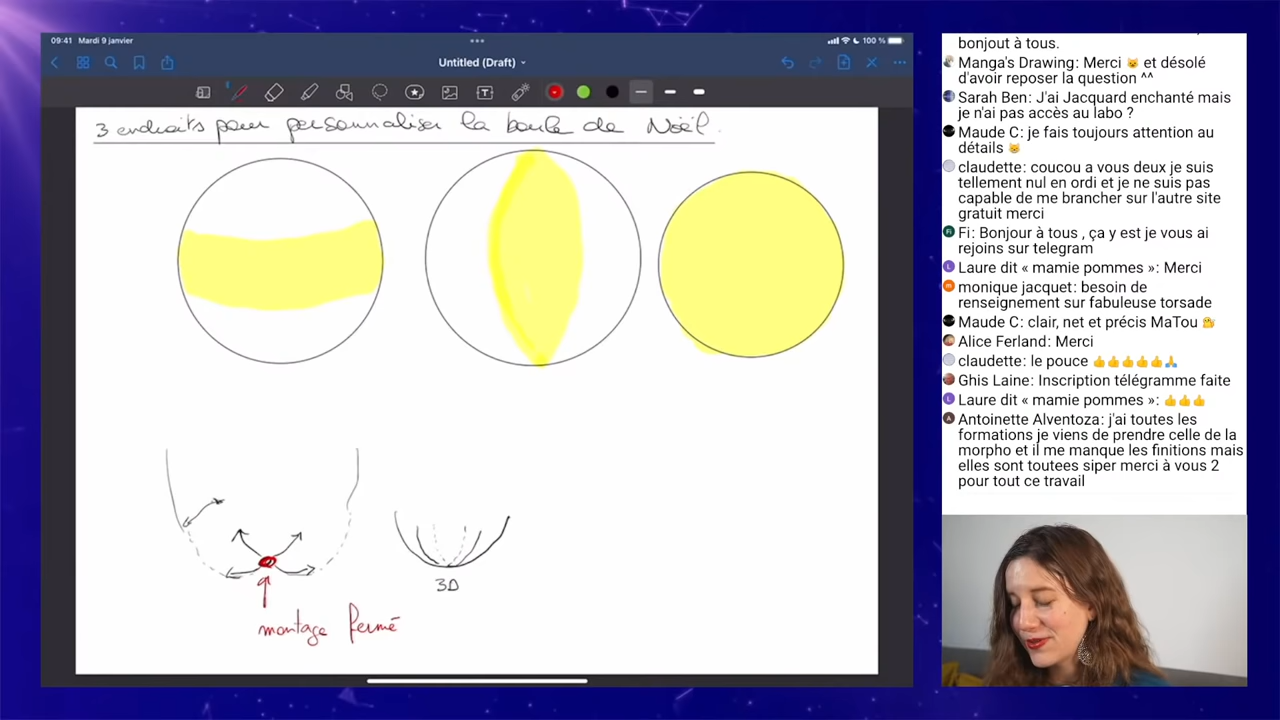 09:41 Mardi 9 janvier
100 %
Untitled (Draft)
3 endroits pour personnaliser la boule de Noël.
montage fermé
3D
bonjout à tous.
Manga's Drawing: Merci 😺 et désolé
d'avoir reposer la question ^^
Sarah Ben: J'ai Jacquard enchanté mais
je n'ai pas accès au labo ?
Maude C: je fais toujours attention au
détails 😸
claudette: coucou a vous deux je suis
tellement nul en ordi et je ne suis pas
capable de me brancher sur l'autre site
gratuit merci
Fi: Bonjour à tous , ça y est je vous ai
rejoins sur telegram
Laure dit « mamie pommes »: Merci
monique jacquet: besoin de
renseignement sur fabuleuse torsade
Maude C: clair, net et précis MaTou
Alice Ferland: Merci
claudette: le pouce 👍👍👍👍👍🙏
Ghis Laine: Inscription télégramme faite
Laure dit « mamie pommes »: 👍👍👍
Antoinette Alventoza: j'ai toutes les
formations je viens de prendre celle de la
morpho et il me manque les finitions mais
elles sont toutees siper merci à vous 2
pour tout ce travail